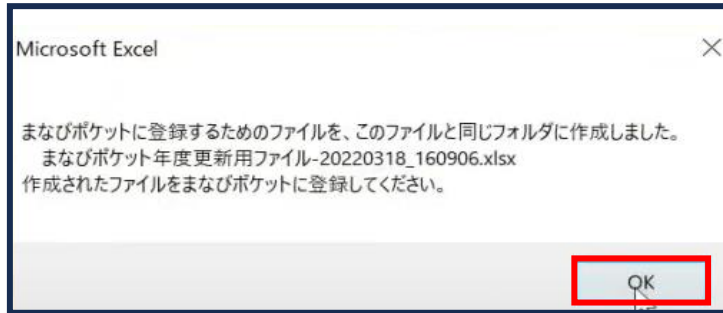 Microsoft Excel
まなびポケットに登録するためのファイルを、このファイルと同じフォルダに作成しました。
まなびポケット年度更新用ファイル-20220318_160906.xlsx
作成されたファイルをまなびポケットに登録してください。
OK